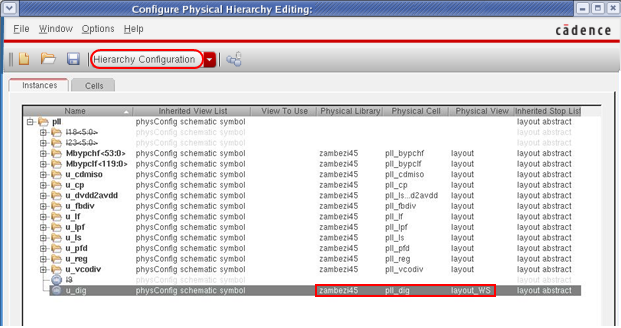 Configure Physical Hierarchy Editing:
File Window Options Help cādence
Hierarchy Configuration
Instances Cells
Name Inherited View List View To Use Physical Library Physical Cell Physical View Inherited Stop List
pll physConfig schematic symbol layout abstract
I18<5:0> physConfig schematic symbol layout abstract
I23<5:0> physConfig schematic symbol layout abstract
Mbypchf<53:0> physConfig schematic symbol zambezi45 pll_bypchf layout layout abstract
Mbypclf<119:0> physConfig schematic symbol zambezi45 pll_bypclf layout layout abstract
u_cdmiso physConfig schematic symbol zambezi45 pll_cdmiso layout layout abstract
u_cp physConfig schematic symbol zambezi45 pll_cp layout layout abstract
u_dvdd2avdd physConfig schematic symbol zambezi45 pll_ls...d2avdd layout layout abstract
u_fbdiv physConfig schematic symbol zambezi45 pll_fbdiv layout layout abstract
u_lf physConfig schematic symbol zambezi45 pll_lf layout layout abstract
u_lpf physConfig schematic symbol zambezi45 pll_lpf layout layout abstract
u_ls physConfig schematic symbol zambezi45 pll_ls layout layout abstract
u_pfd physConfig schematic symbol zambezi45 pll_pfd layout layout abstract
u_reg physConfig schematic symbol zambezi45 pll_reg layout layout abstract
u_vcodiv physConfig schematic symbol zambezi45 pll_vcodiv layout layout abstract
i3 physConfig schematic symbol layout abstract
u_dig physConfig schematic symbol zambezi45 pll_dig layout_WS layout abstract